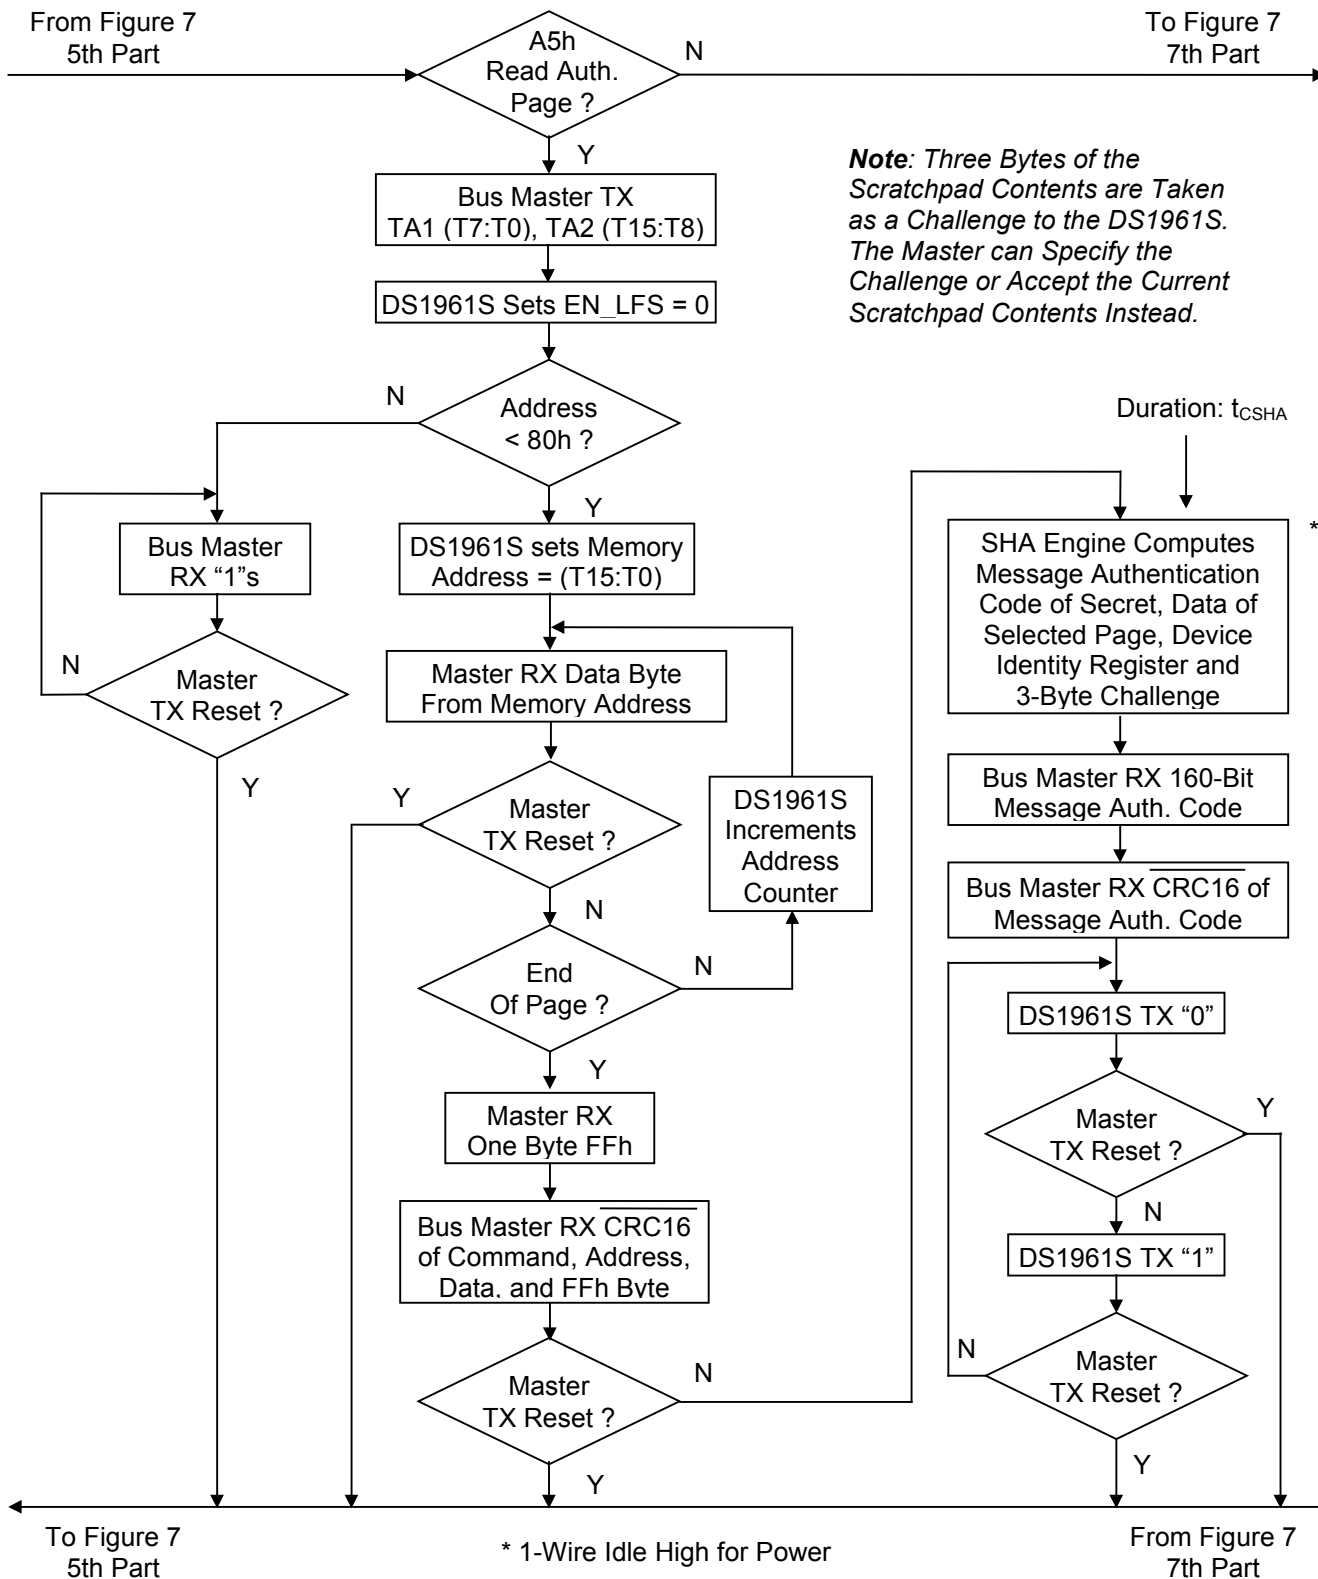 From Figure 7
5th Part
To Figure 7
7th Part
A5h
Read Auth.
Page ?
N
Y
Note: Three Bytes of the
Scratchpad Contents are Taken
as a Challenge to the DS1961S.
The Master can Specify the
Challenge or Accept the Current
Scratchpad Contents Instead.
Bus Master TX
TA1 (T7:T0), TA2 (T15:T8)
DS1961S Sets EN_LFS = 0
Address
< 80h ?
N
Y
Bus Master
RX “1”s
Master
TX Reset ?
N
Y
DS1961S sets Memory
Address = (T15:T0)
Master RX Data Byte
From Memory Address
Master
TX Reset ?
Y
N
DS1961S
Increments
Address
Counter
End
Of Page ?
N
Y
Master RX
One Byte FFh
Bus Master RX CRC16
of Command, Address,
Data, and FFh Byte
Master
TX Reset ?
N
Y
Duration: tCSHA
*
SHA Engine Computes
Message Authentication
Code of Secret, Data of
Selected Page, Device
Identity Register and
3-Byte Challenge
Bus Master RX 160-Bit
Message Auth. Code
Bus Master RX CRC16 of
Message Auth. Code
DS1961S TX “0”
Master
TX Reset ?
Y
N
DS1961S TX “1”
Master
TX Reset ?
N
Y
To Figure 7
5th Part
* 1-Wire Idle High for Power
From Figure 7
7th Part